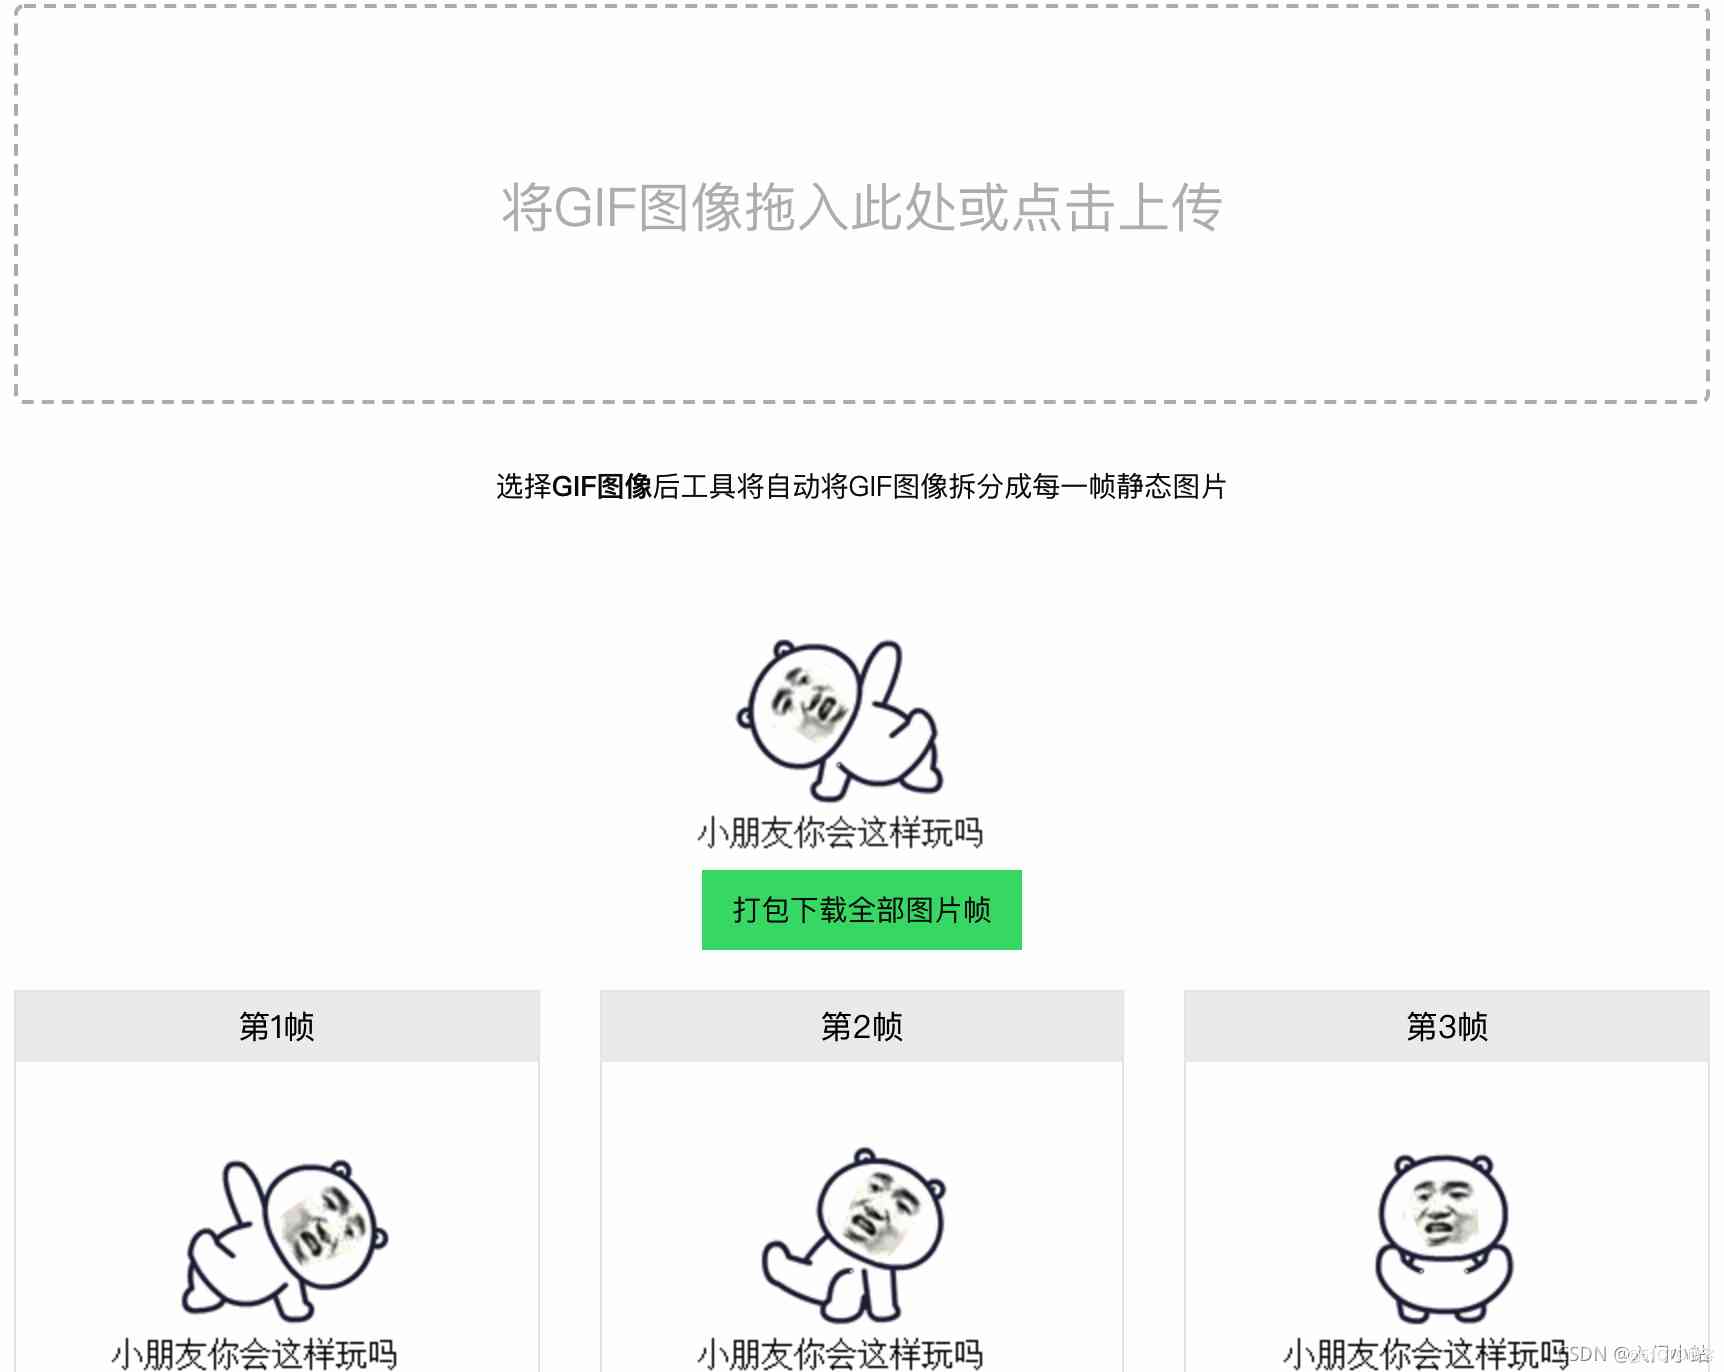 将GIF图像拖入此处或点击上传
选择GIF图像后工具将自动将GIF图像拆分成每一帧静态图片
小朋友你会这样玩吗
打包下载全部图片帧
第1帧
第2帧
第3帧
小朋友你会这样玩吗
小朋友你会这样玩吗
小朋友你会这样玩吗
CSDN @入门小站